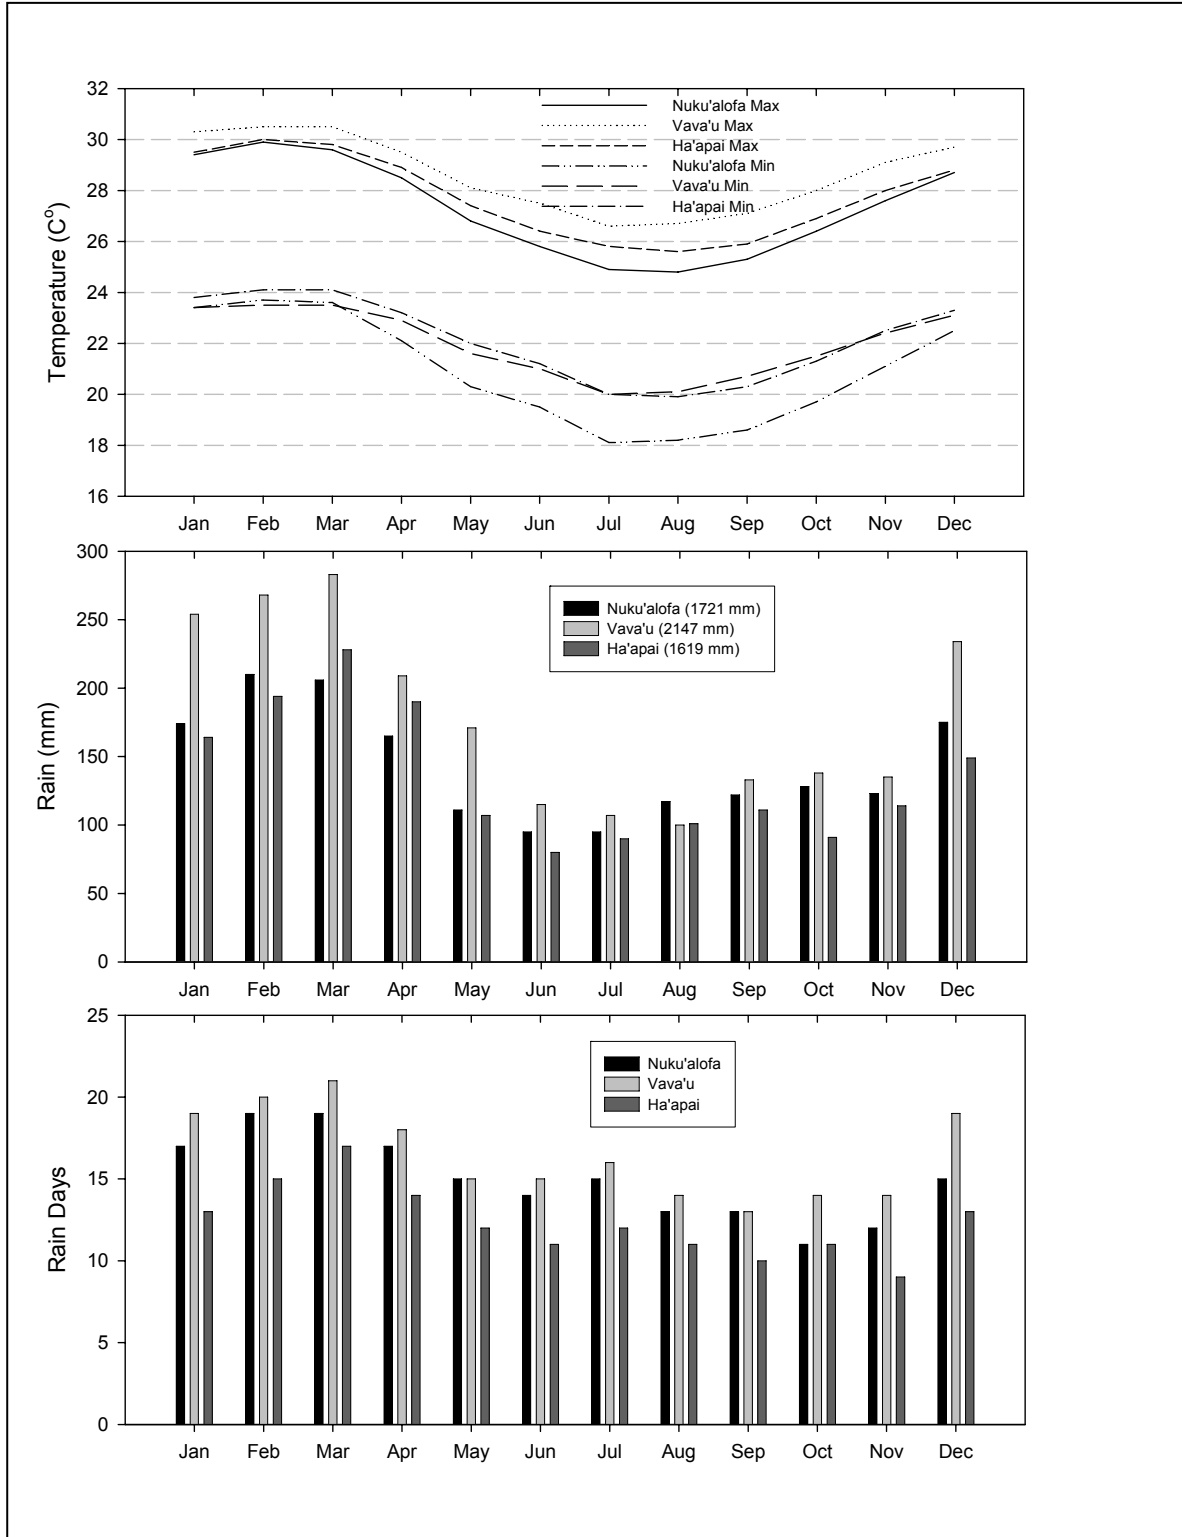 32
30
28
26
24
22
20
18
16
Temperature (Cᴼ)
Nuku'alofa Max
Vava'u Max
Ha'apai Max
Nuku'alofa Min
Vava'u Min
Ha'apai Min
Jan Feb Mar Apr May Jun Jul Aug Sep Oct Nov Dec
300
250
200
150
100
50
0
Rain (mm)
Nuku'alofa (1721 mm)
Vava'u (2147 mm)
Ha'apai (1619 mm)
Jan Feb Mar Apr May Jun Jul Aug Sep Oct Nov Dec
25
20
15
10
5
0
Rain Days
Nuku'alofa
Vava'u
Ha'apai
Jan Feb Mar Apr May Jun Jul Aug Sep Oct Nov Dec